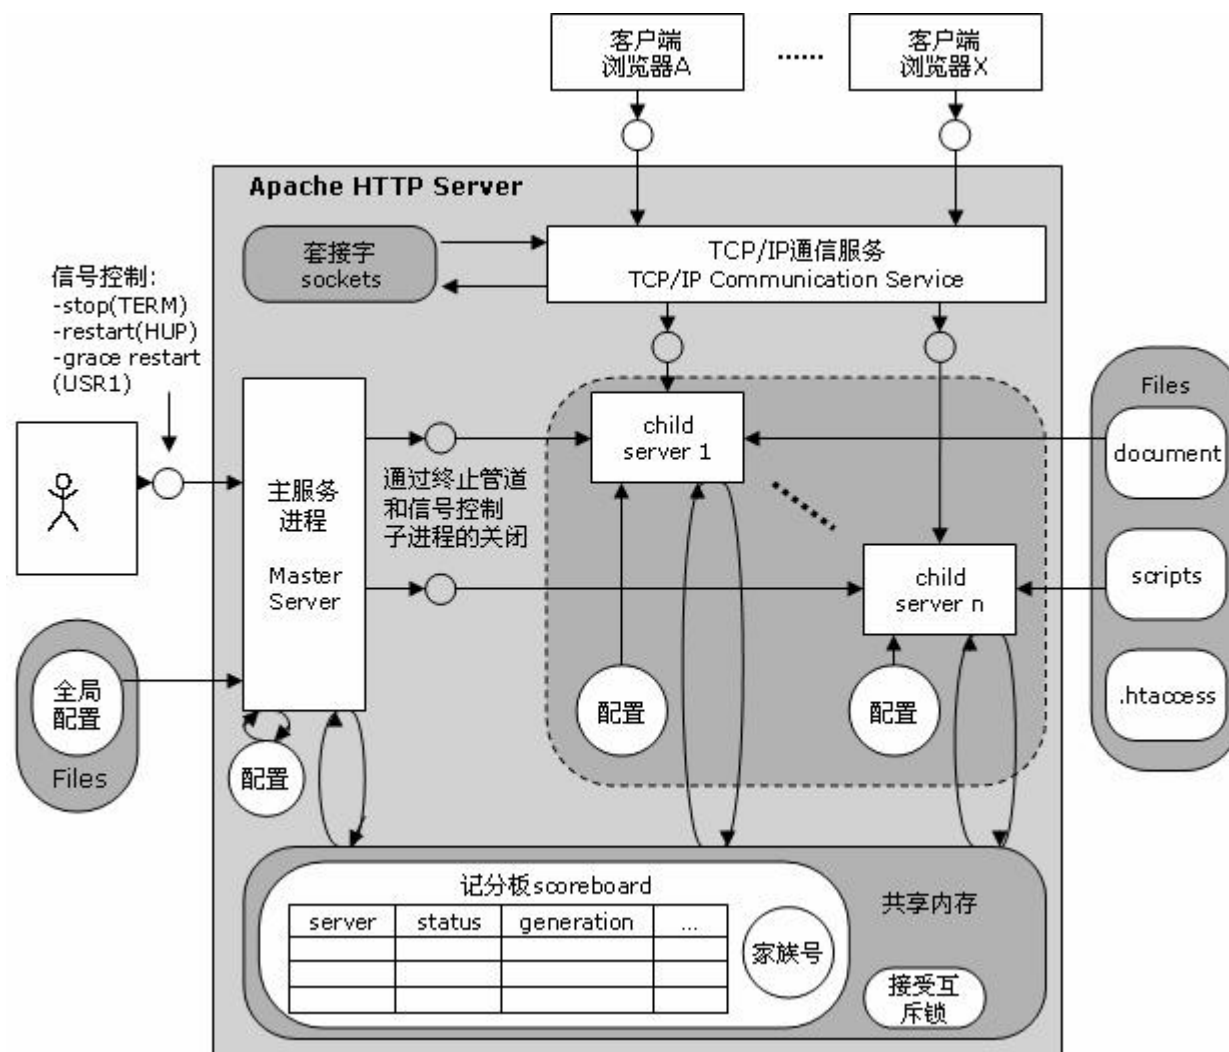 客户端
浏览器A
......
客户端
浏览器X
Apache HTTP Server
套接字
sockets
TCP/IP通信服务
TCP/IP Communication Service
信号控制:
-stop(TERM)
-restart(HUP)
-grace restart
(USR1)
主服务
进程
Master
Server
通过终止管道
和信号控制
子进程的关闭
child
server 1
child
server n
Files
document
scripts
.htaccess
全局
配置
Files
配置
配置
配置
记分板scoreboard
server status generation ...
家族号
共享内存
接受互
斥锁